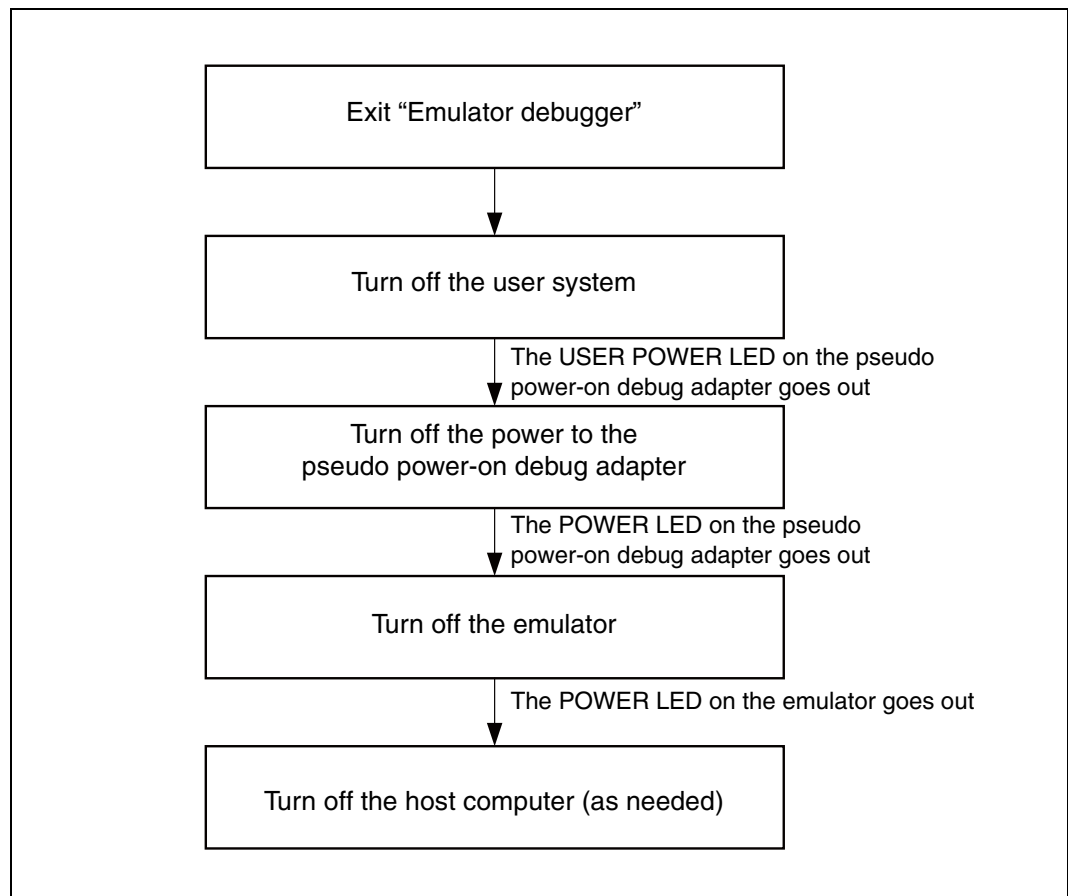 Exit “Emulator debugger”
Turn off the user system
The USER POWER LED on the pseudo
power-on debug adapter goes out
Turn off the power to the
pseudo power-on debug adapter
The POWER LED on the pseudo
power-on debug adapter goes out
Turn off the emulator
The POWER LED on the emulator goes out
Turn off the host computer (as needed)